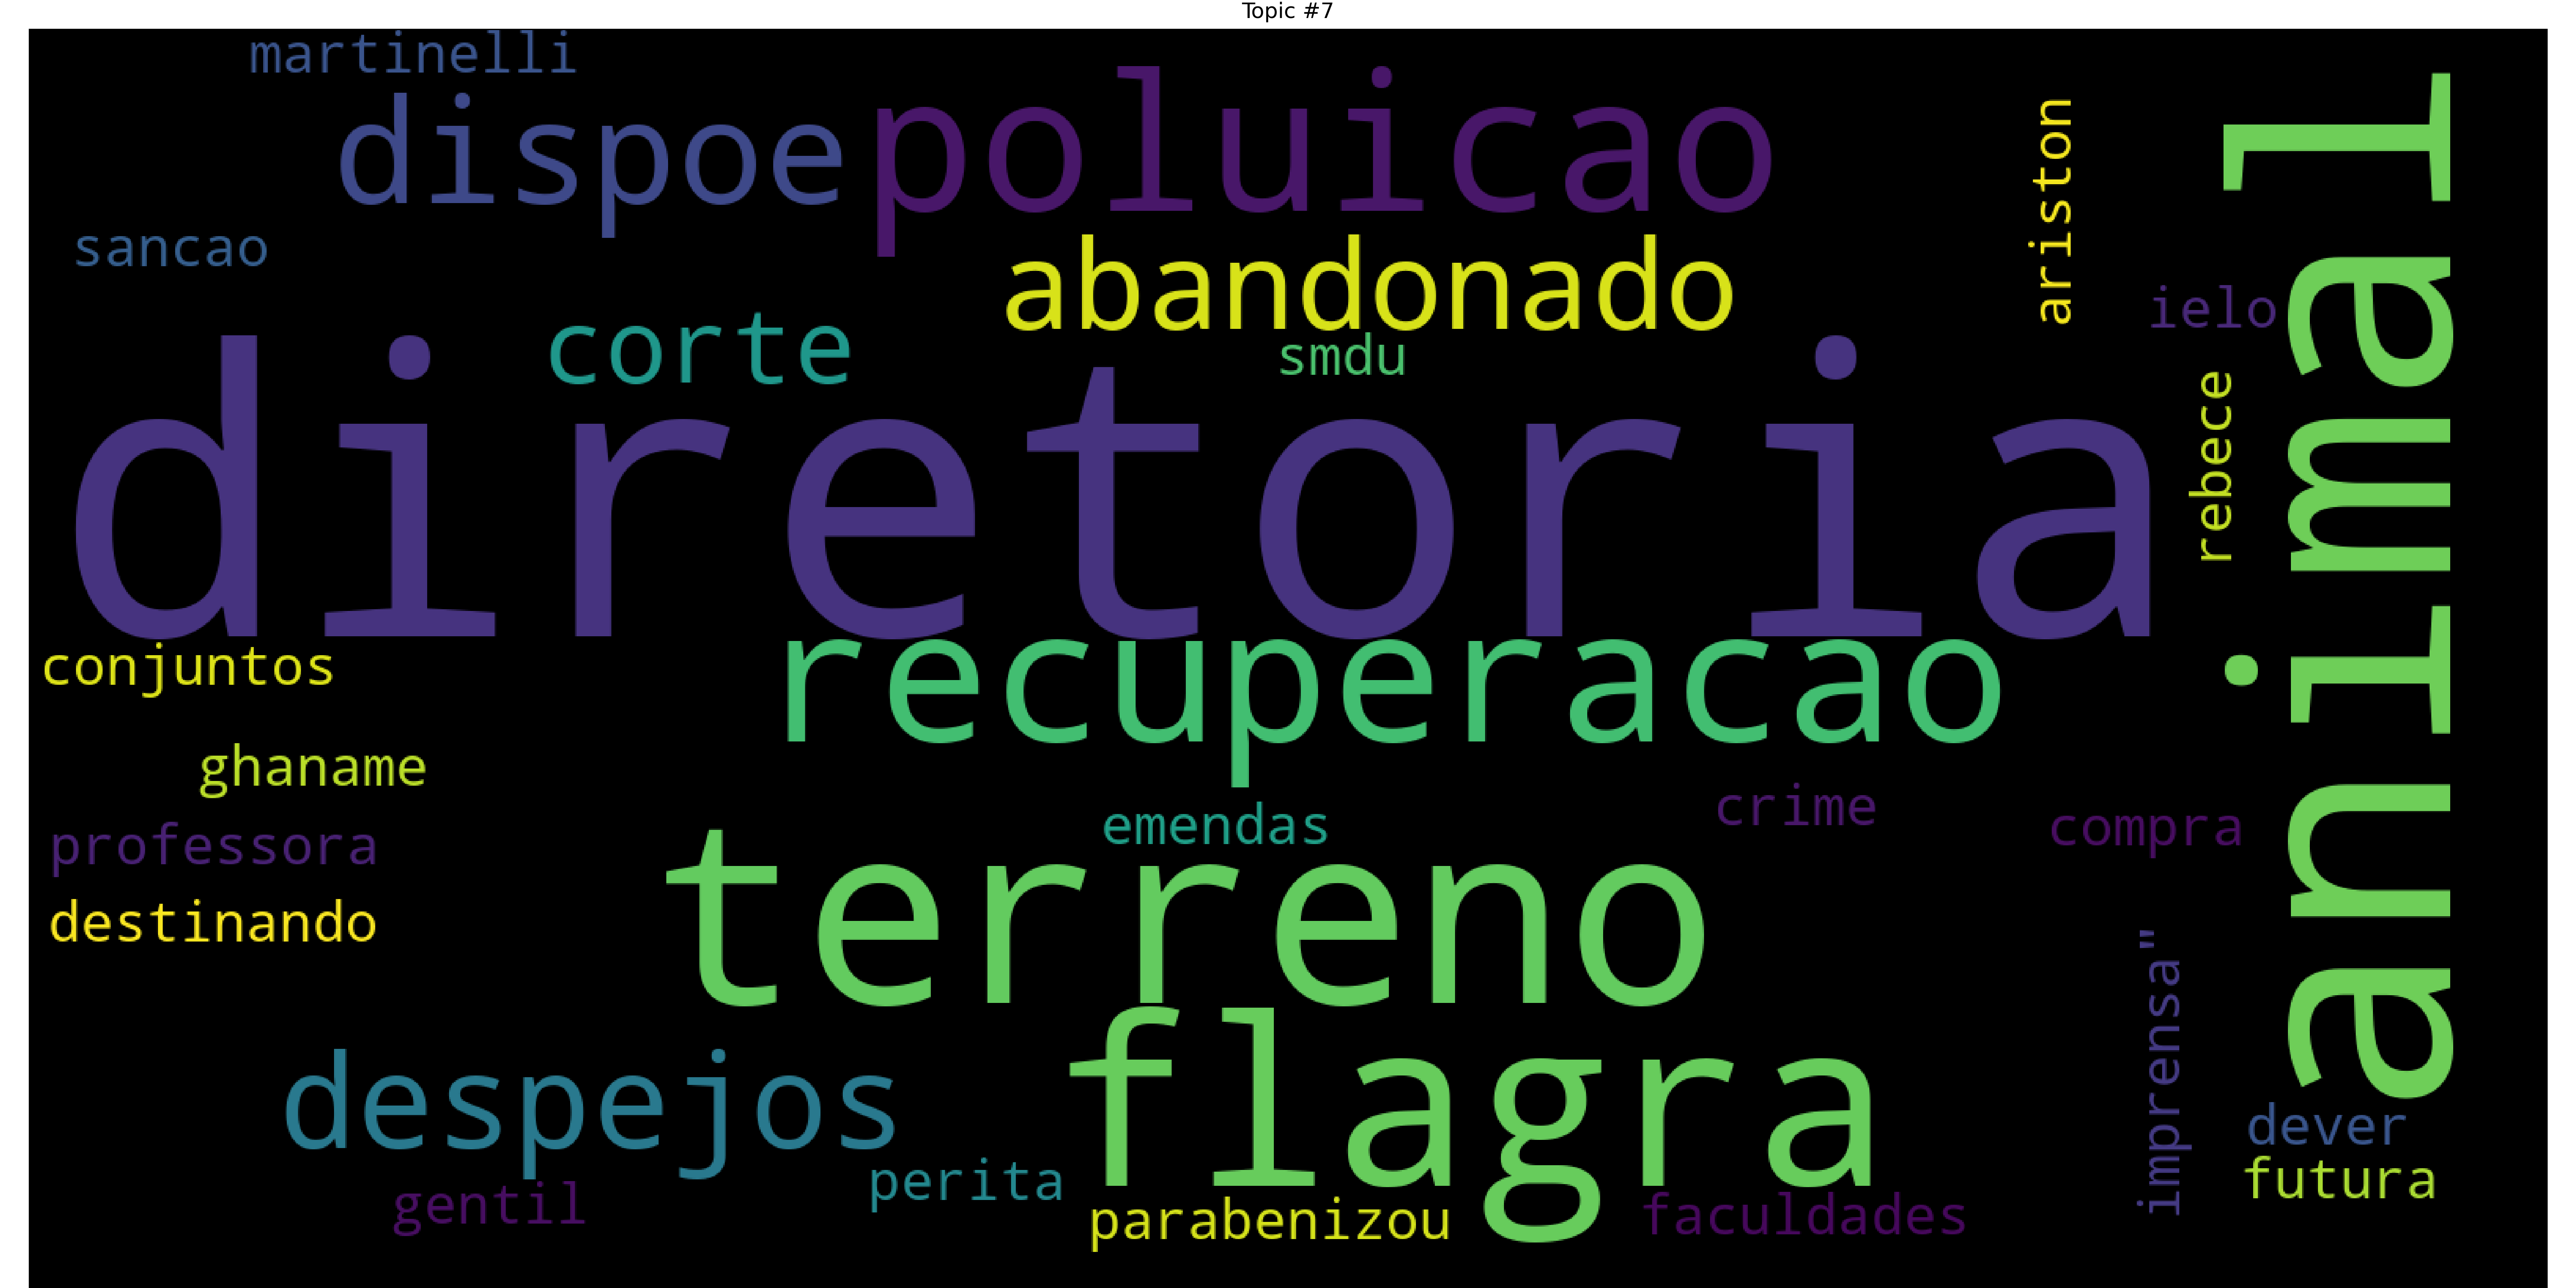 Topic #7
martinelli
dispoe
poluicao
ariston
animal
sancao
abandonado
ielo
corte
smdu
diretoria
rebece
conjuntos
recuperacao
ghaname
emendas
crime
compra
professora
terreno
destinando
imprensa"
despejos
flagra
dever
gentil
perita
futura
parabenizou
faculdades